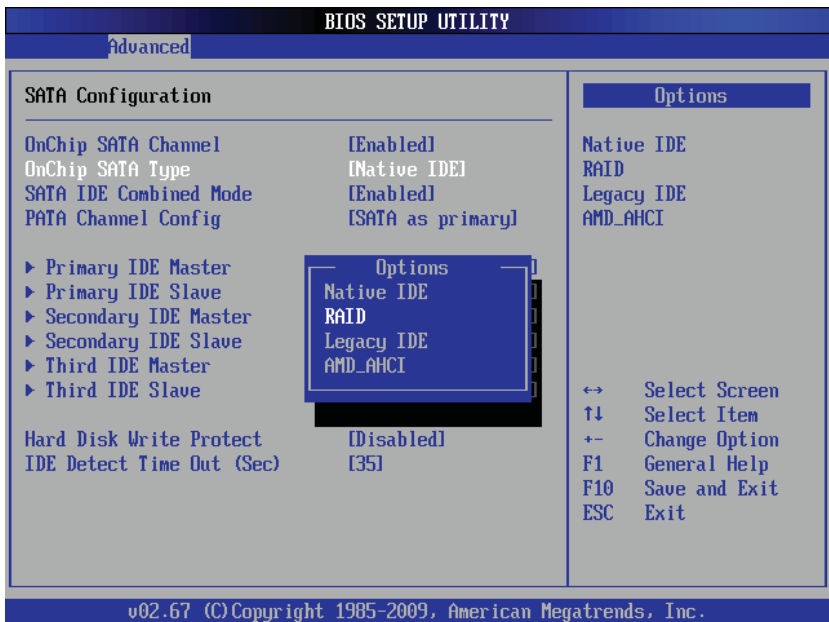 BIOS SETUP UTILITY
Advanced
SATA Configuration
OnChip SATA Channel [Enabled]
OnChip SATA Type [Native IDE]
SATA IDE Combined Mode [Enabled]
PATA Channel Config [SATA as primary]
▶ Primary IDE Master ]
▶ Primary IDE Slave ]
▶ Secondary IDE Master ]
▶ Secondary IDE Slave ]
▶ Third IDE Master ]
▶ Third IDE Slave ]
Options
Native IDE
RAID
Legacy IDE
AMD_AHCI
Hard Disk Write Protect [Disabled]
IDE Detect Time Out (Sec) [35]
Options
Native IDE
RAID
Legacy IDE
AMD_AHCI
←→ Select Screen
↑↓ Select Item
+- Change Option
F1 General Help
F10 Save and Exit
ESC Exit
v02.67 (C)Copyright 1985-2009, American Megatrends, Inc.